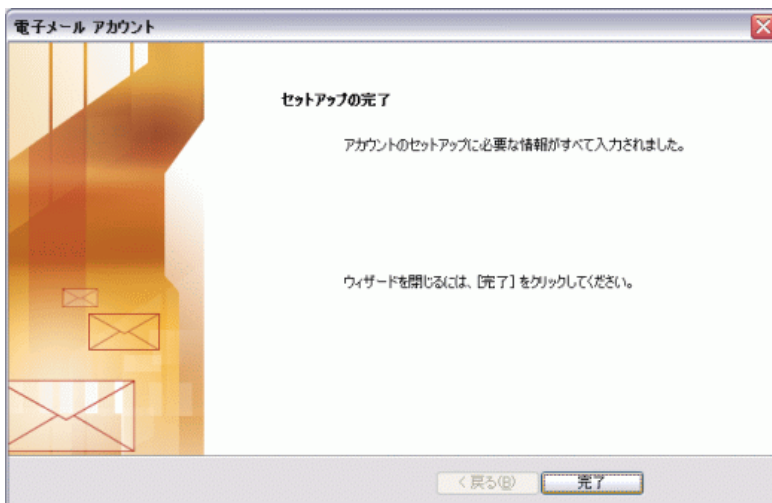 電子メール アカウント
セットアップの完了
アカウントのセットアップに必要な情報がすべて入力されました。
ウィザードを閉じるには、[完了] をクリックしてください。
< 戻る(B)
完了